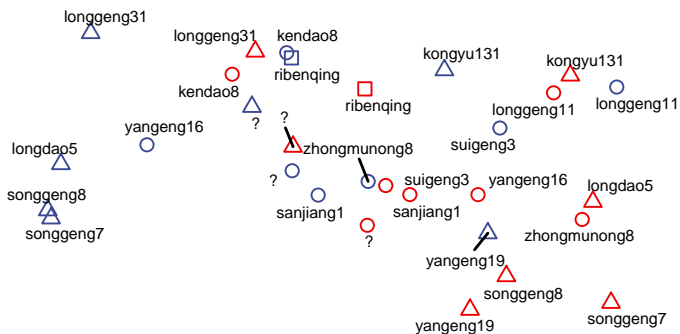 longgeng31
longgeng31
kendao8
kongyu131
kongyu131
ribenqing
kendao8
ribenqing
longgeng11
longgeng11
?
?
yangeng16
suigeng3
zhongmunong8
longdao5
?
suigeng3
yangeng16
longdao5
songgeng8
sanjiang1
sanjiang1
songgeng7
?
zhongmunong8
yangeng19
songgeng8
yangeng19
songgeng7